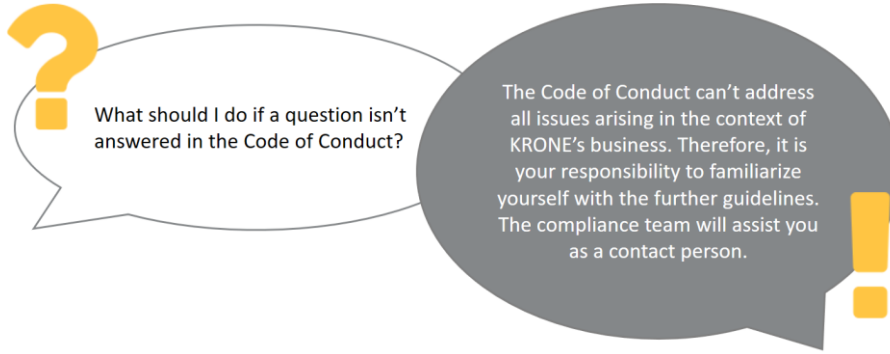 What should I do if a question isn’t
answered in the Code of Conduct?
The Code of Conduct can’t address
all issues arising in the context of
KRONE’s business. Therefore, it is
your responsibility to familiarize
yourself with the further guidelines.
The compliance team will assist you
as a contact person.